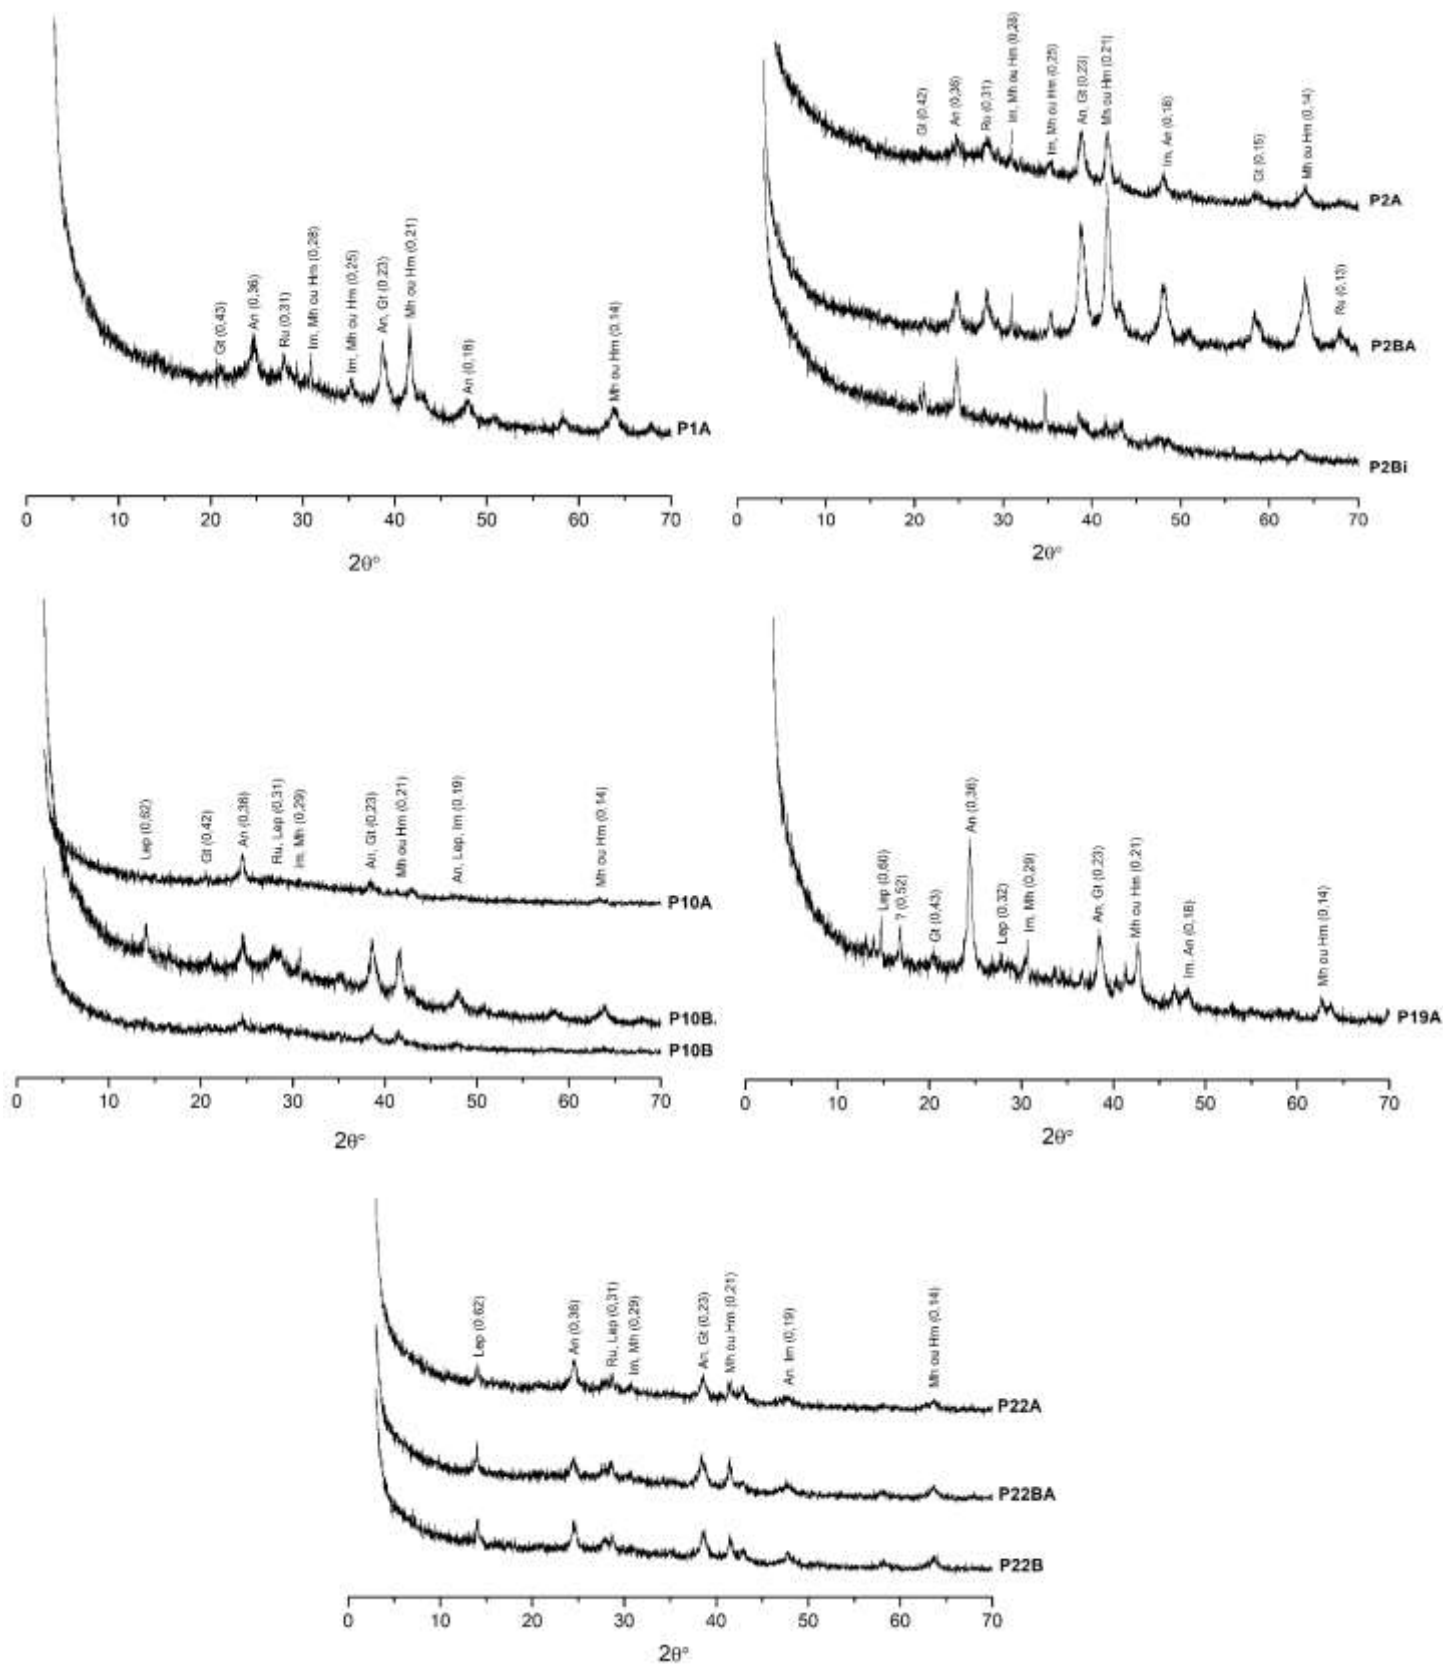 Gt (0,43)
An (0,36)
Ru (0,31)
Im, Mh ou Hm (0,28)
Im, Mh ou Hm (0,25)
An, Gt (0,23)
Mh ou Hm (0,21)
An (0,18)
Mh ou Hm (0,14)
P1A
0 10 20 30 40 50 60 70
2θ°
Gt (0,42)
An (0,36)
Ru (0,31)
Im, Mh ou Hm (0,28)
Im, Mh ou Hm (0,25)
An, Gt (0,23)
Mh ou Hm (0,21)
Im, An (0,18)
Gt (0,15)
Mh ou Hm (0,14)
P2A
Ru (0,13)
P2BA
P2Bi
0 10 20 30 40 50 60 70
2θ°
Lep (0,62)
Gt (0,42)
An (0,36)
Ru, Lep (0,31)
Im, Mh (0,29)
An, Gt (0,23)
Mh ou Hm (0,21)
An, Lep, Im (0,19)
Mh ou Hm (0,14)
P10A
P10B.
P10B
0 10 20 30 40 50 60 70
2θ°
Lep (0,60)
? (0,52)
Gt (0,43)
An (0,36)
Lep (0,32)
Im, Mh (0,29)
An, Gt (0,23)
Mh ou Hm (0,21)
Im, An (0,18)
Mh ou Hm (0,14)
P19A
0 10 20 30 40 50 60 70
2θ°
Lep (0,62)
An (0,36)
Ru, Lep (0,31)
Im, Mh (0,29)
An, Gt (0,23)
Mh ou Hm (0,21)
An, Im (0,19)
Mh ou Hm (0,14)
P22A
P22BA
P22B
0 10 20 30 40 50 60 70
2θ°